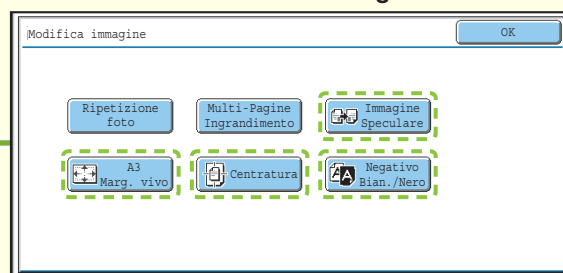 Modifica immagine
OK
Ripetizione
foto
Multi-Pagine
Ingrandimento
Immagine
Speculare
A3
Marg. vivo
Centratura
Negativo
Bian./Nero